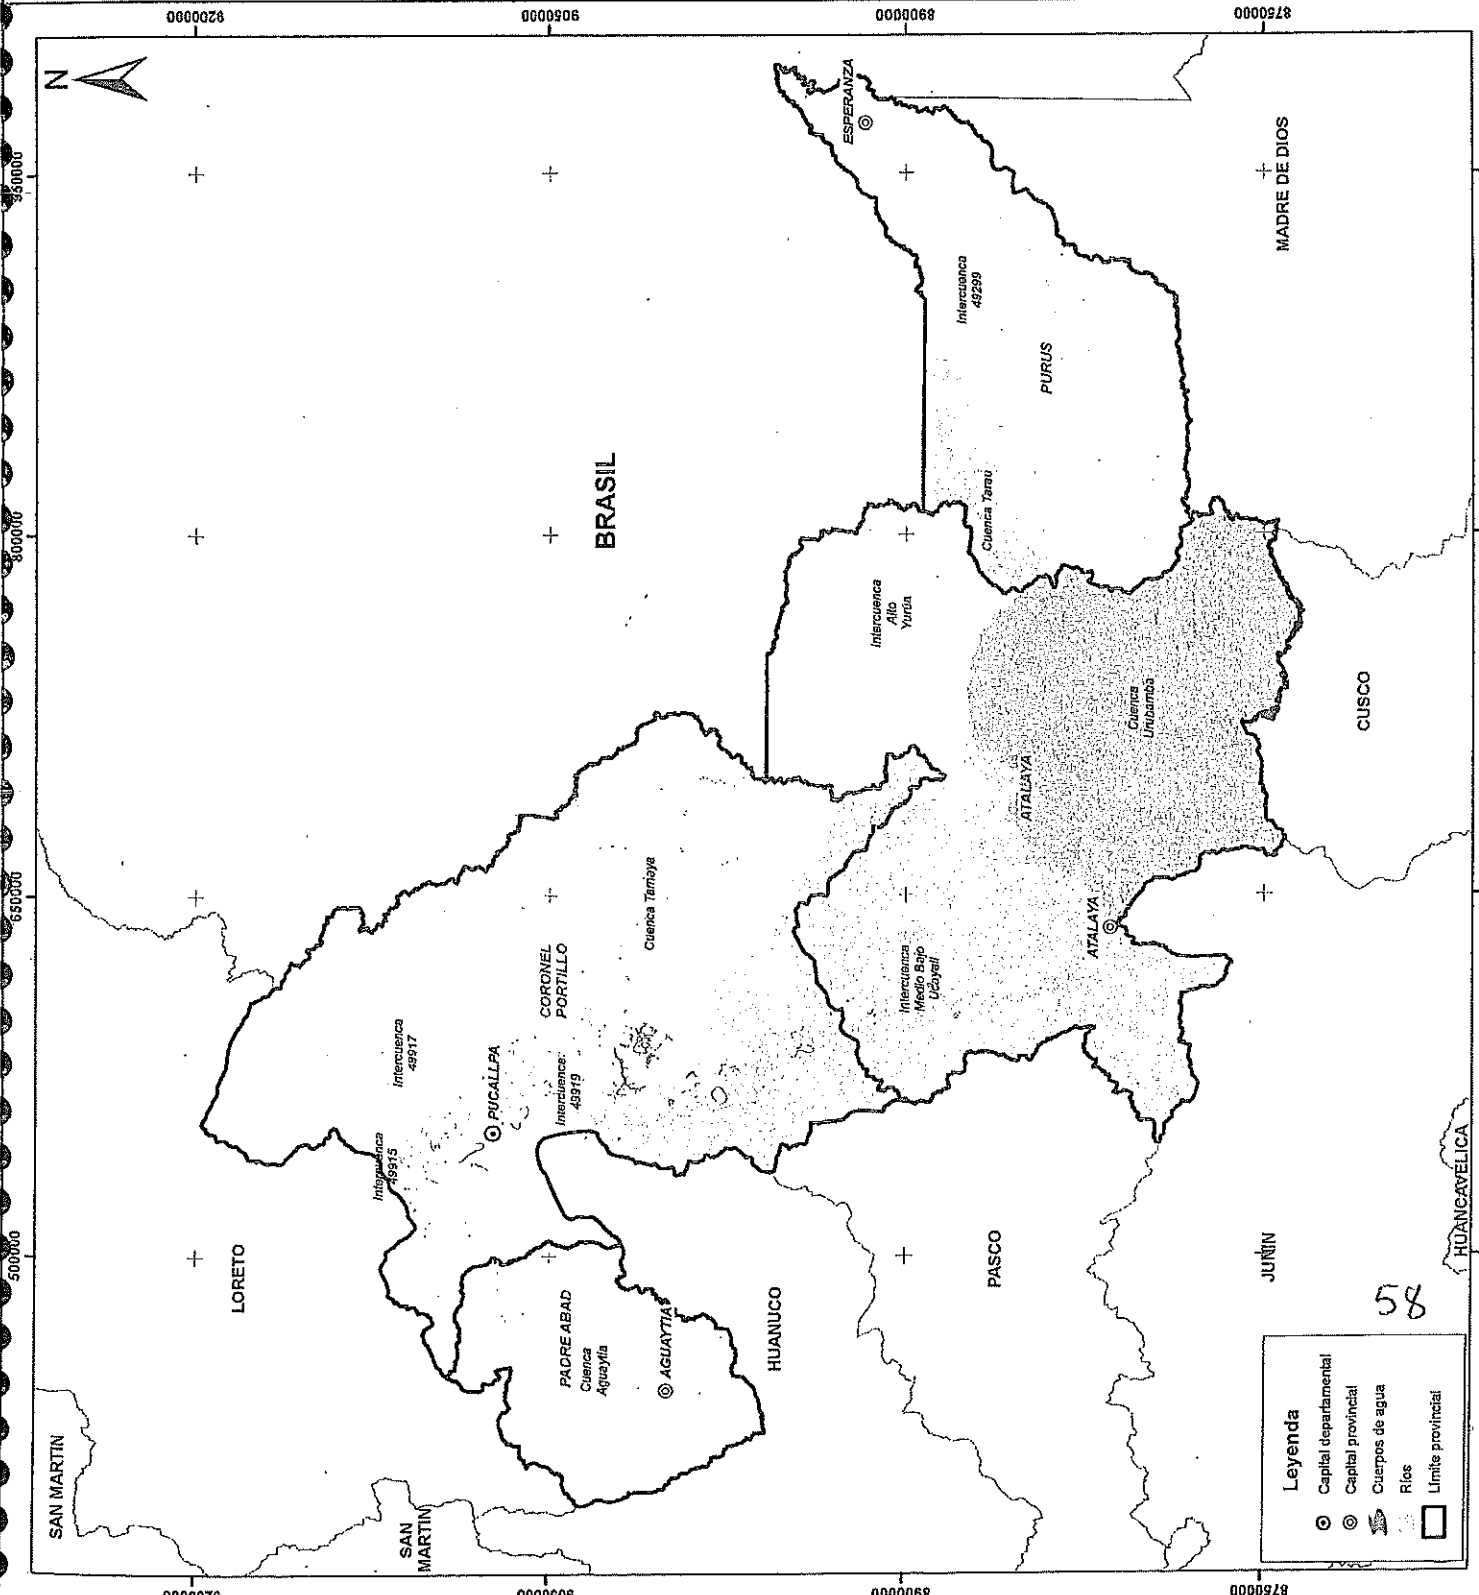 N
9200000
9050000
8900000
8750000
950000
800000
650000
500000
ESPERANZA
MADRE DE DIOS
Intercuenca
49299
PURUS
BRASIL
Cuenca Tarau
Intercuenca
Alto
Yurúa
Cuenca
Urubamba
CUSCO
ATALAYA
Cuenca Tamaya
ATALAYA
CORONEL
PORTILLO
Intercuenca
Medio Bajo
Ucayali
Intercuenca
49917
PUCALLPA
Intercuenca
49919
Intercuenca
49915
LORETO
PASCO
JUNIN
HUANCAVELICA
PADRE ABAD
Cuenca
Aguaytía
AGUAYTIA
HUANUCO
SAN MARTIN
SAN
MARTIN
58
Leyenda
Capital departamental
Capital provincial
Cuerpos de agua
Ríos
Límite provincial
8750000